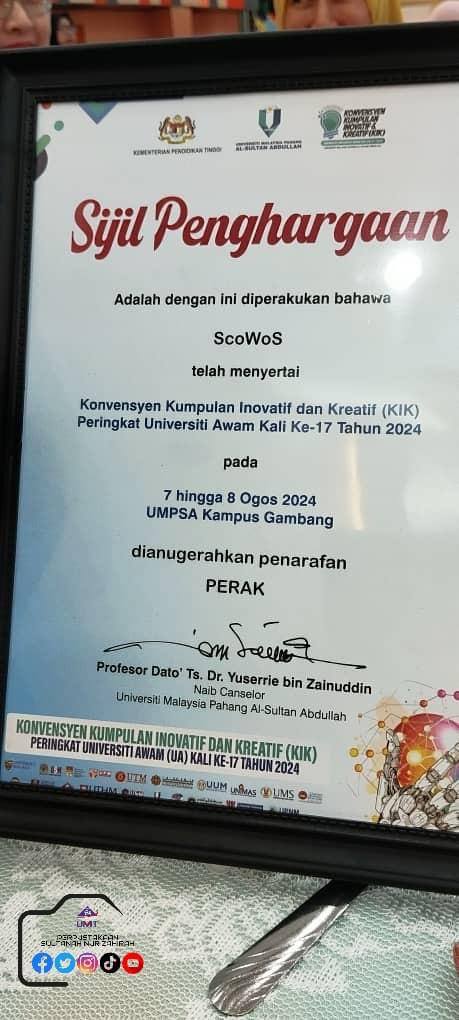 KEMENTERIAN PENDIDIKAN TINGGI
UNIVERSITI MALAYSIA PAHANG
AL-SULTAN ABDULLAH
KONVENSYEN
KUMPULAN
INOVATIF &
KREATIF (KIK)
Sijil Penghargaan
Adalah dengan ini diperakukan bahawa
ScoWoS
telah menyertai
Konvensyen Kumpulan Inovatif dan Kreatif (KIK)
Peringkat Universiti Awam Kali Ke-17 Tahun 2024
pada
7 hingga 8 Ogos 2024
UMPSA Kampus Gambang
dianugerahkan penarafan
PERAK
Profesor Dato' Ts. Dr. Yuserrie bin Zainuddin
Naib Canselor
Universiti Malaysia Pahang Al-Sultan Abdullah
KONVENSYEN KUMPULAN INOVATIF DAN KREATIF (KIK)
PERINGKAT UNIVERSITI AWAM (UA) KALI KE-17 TAHUN 2024
UTM UUM UNIMAS UMS
UTHM
UMT
PERPUSTAKAAN
SULTANAH NUR ZAHIRAH